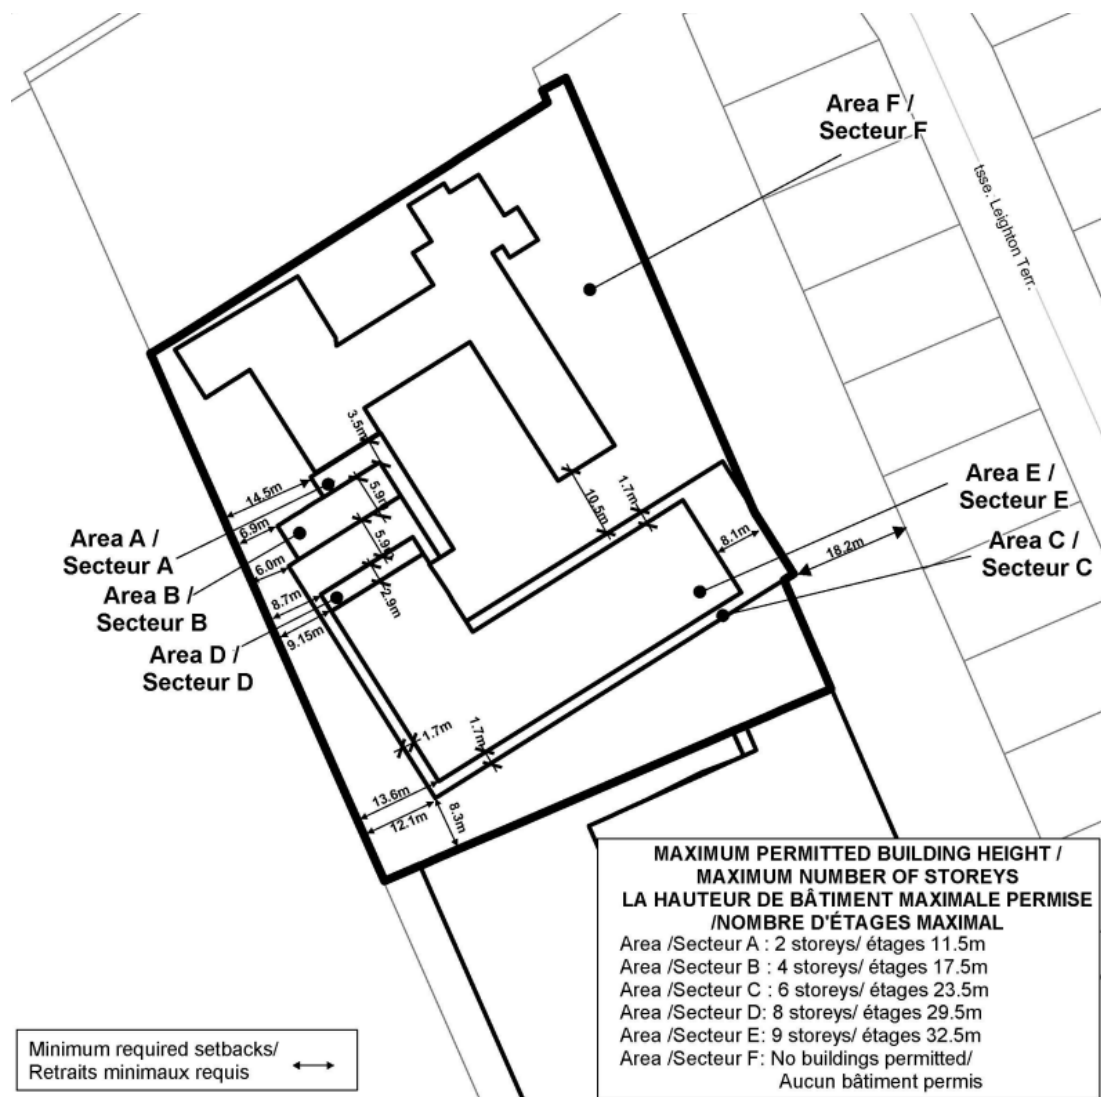 Area F /
Secteur F
tsse. Leighton Terr.
3.5m
14.5m
5.9m
6.9m
10.5m
1.7m
Area E /
Secteur E
8.1m
18.2m
Area C /
Secteur C
Area A /
Secteur A
6.0m
5.9m
Area B /
Secteur B
8.7m
2.9m
9.15m
Area D /
Secteur D
1.7m
1.7m
13.6m
12.1m
8.3m
MAXIMUM PERMITTED BUILDING HEIGHT /
MAXIMUM NUMBER OF STOREYS
LA HAUTEUR DE BÂTIMENT MAXIMALE PERMISE
/NOMBRE D'ÉTAGES MAXIMAL
Area /Secteur A : 2 storeys/ étages 11.5m
Area /Secteur B : 4 storeys/ étages 17.5m
Area /Secteur C : 6 storeys/ étages 23.5m
Area /Secteur D: 8 storeys/ étages 29.5m
Area /Secteur E: 9 storeys/ étages 32.5m
Area /Secteur F: No buildings permitted/
Aucun bâtiment permis
Minimum required setbacks/
Retraits minimaux requis